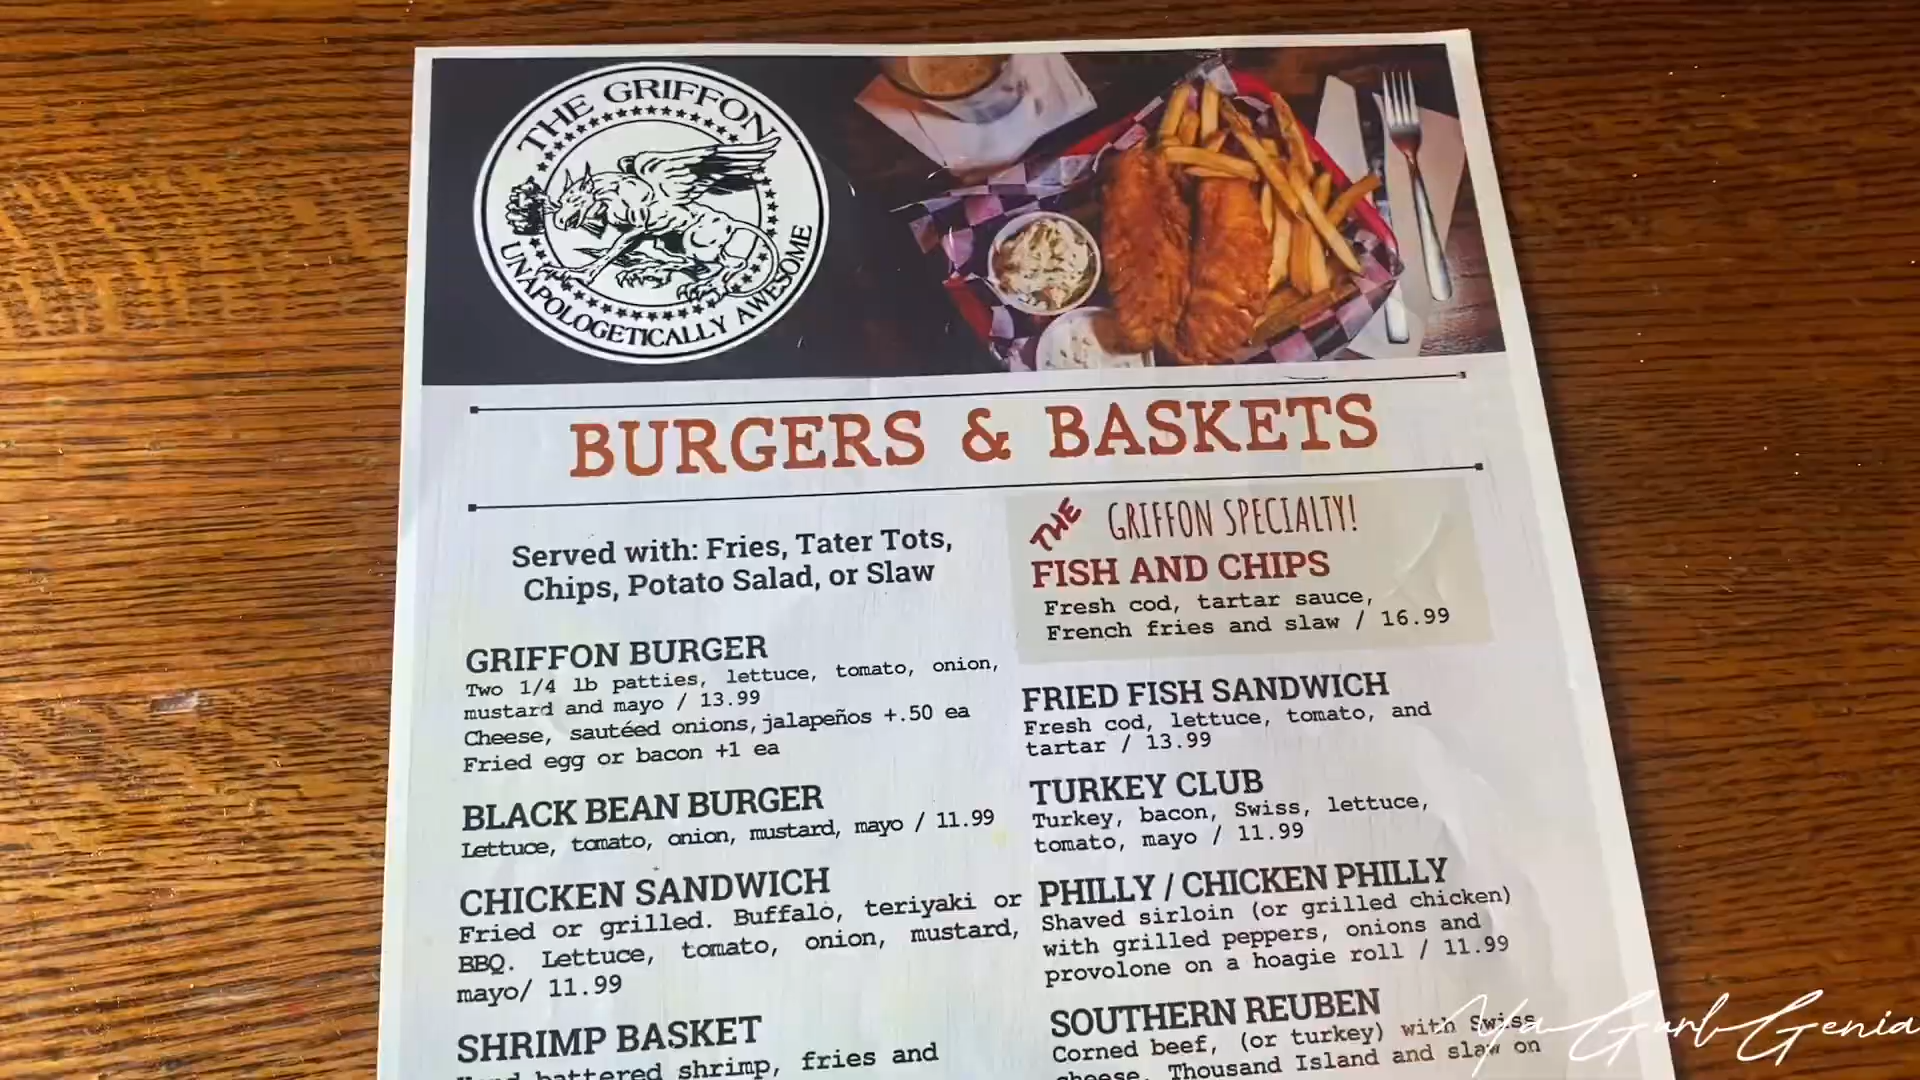 THE GRIFFON
UNAPOLOGETICALLY AWESOME
BURGERS & BASKETS
Served with: Fries, Tater Tots,
Chips, Potato Salad, or Slaw
GRIFFON BURGER
Two 1/4 lb patties, lettuce, tomato, onion,
mustard and mayo / 13.99
Cheese, sautéed onions, jalapeños +.50 ea
Fried egg or bacon +1 ea
BLACK BEAN BURGER
Lettuce, tomato, onion, mustard, mayo / 11.99
CHICKEN SANDWICH
Fried or grilled. Buffalo, teriyaki or
BBQ. Lettuce, tomato, onion, mustard,
mayo/ 11.99
SHRIMP BASKET
Hand battered shrimp, fries and
THE GRIFFON SPECIALTY!
FISH AND CHIPS
Fresh cod, tartar sauce,
French fries and slaw / 16.99
FRIED FISH SANDWICH
Fresh cod, lettuce, tomato, and
tartar / 13.99
TURKEY CLUB
Turkey, bacon, Swiss, lettuce,
tomato, mayo / 11.99
PHILLY / CHICKEN PHILLY
Shaved sirloin (or grilled chicken)
with grilled peppers, onions and
provolone on a hoagie roll / 11.99
SOUTHERN REUBEN
Corned beef, (or turkey) with Swiss
cheese, Thousand Island and slaw on
Ya Gurl Genia